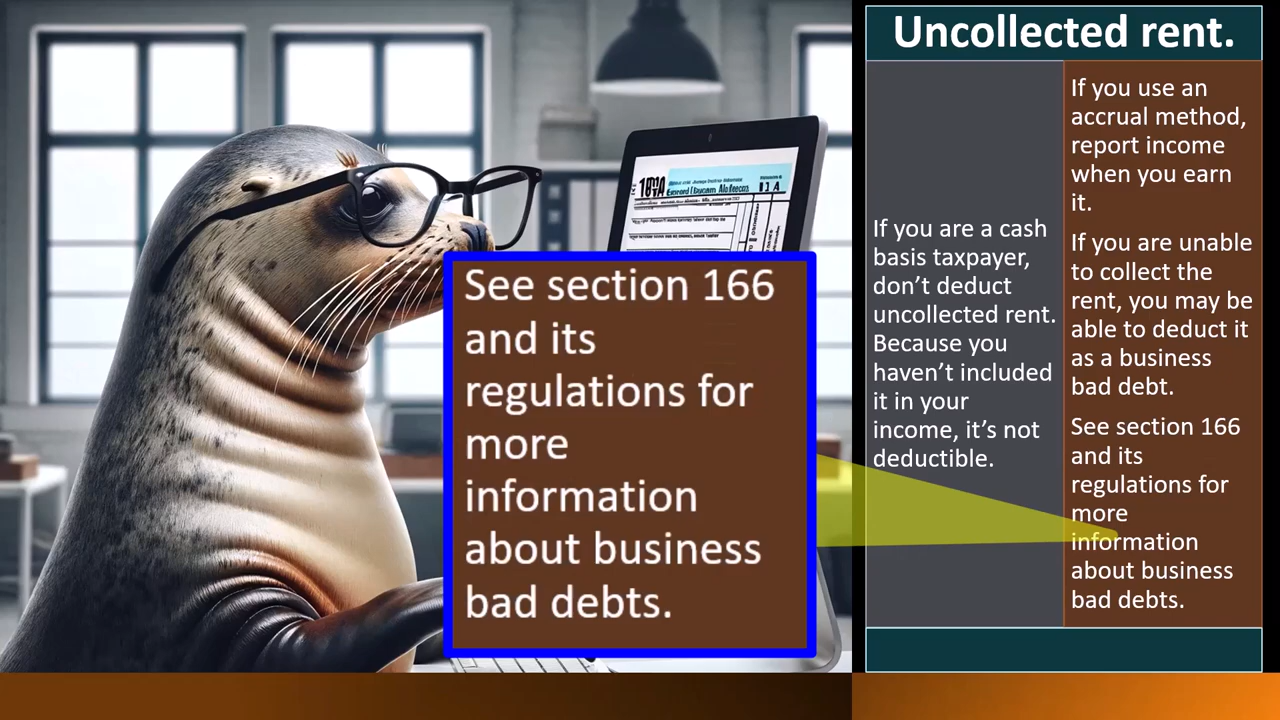 Uncollected rent.
If you are a cash
basis taxpayer,
don’t deduct
uncollected rent.
Because you
haven’t included
it in your
income, it’s not
deductible.
If you use an
accrual method,
report income
when you earn
it.
If you are unable
to collect the
rent, you may be
able to deduct it
as a business
bad debt.
See section 166
and its
regulations for
more
information
about business
bad debts.
See section 166
and its
regulations for
more
information
about business
bad debts.